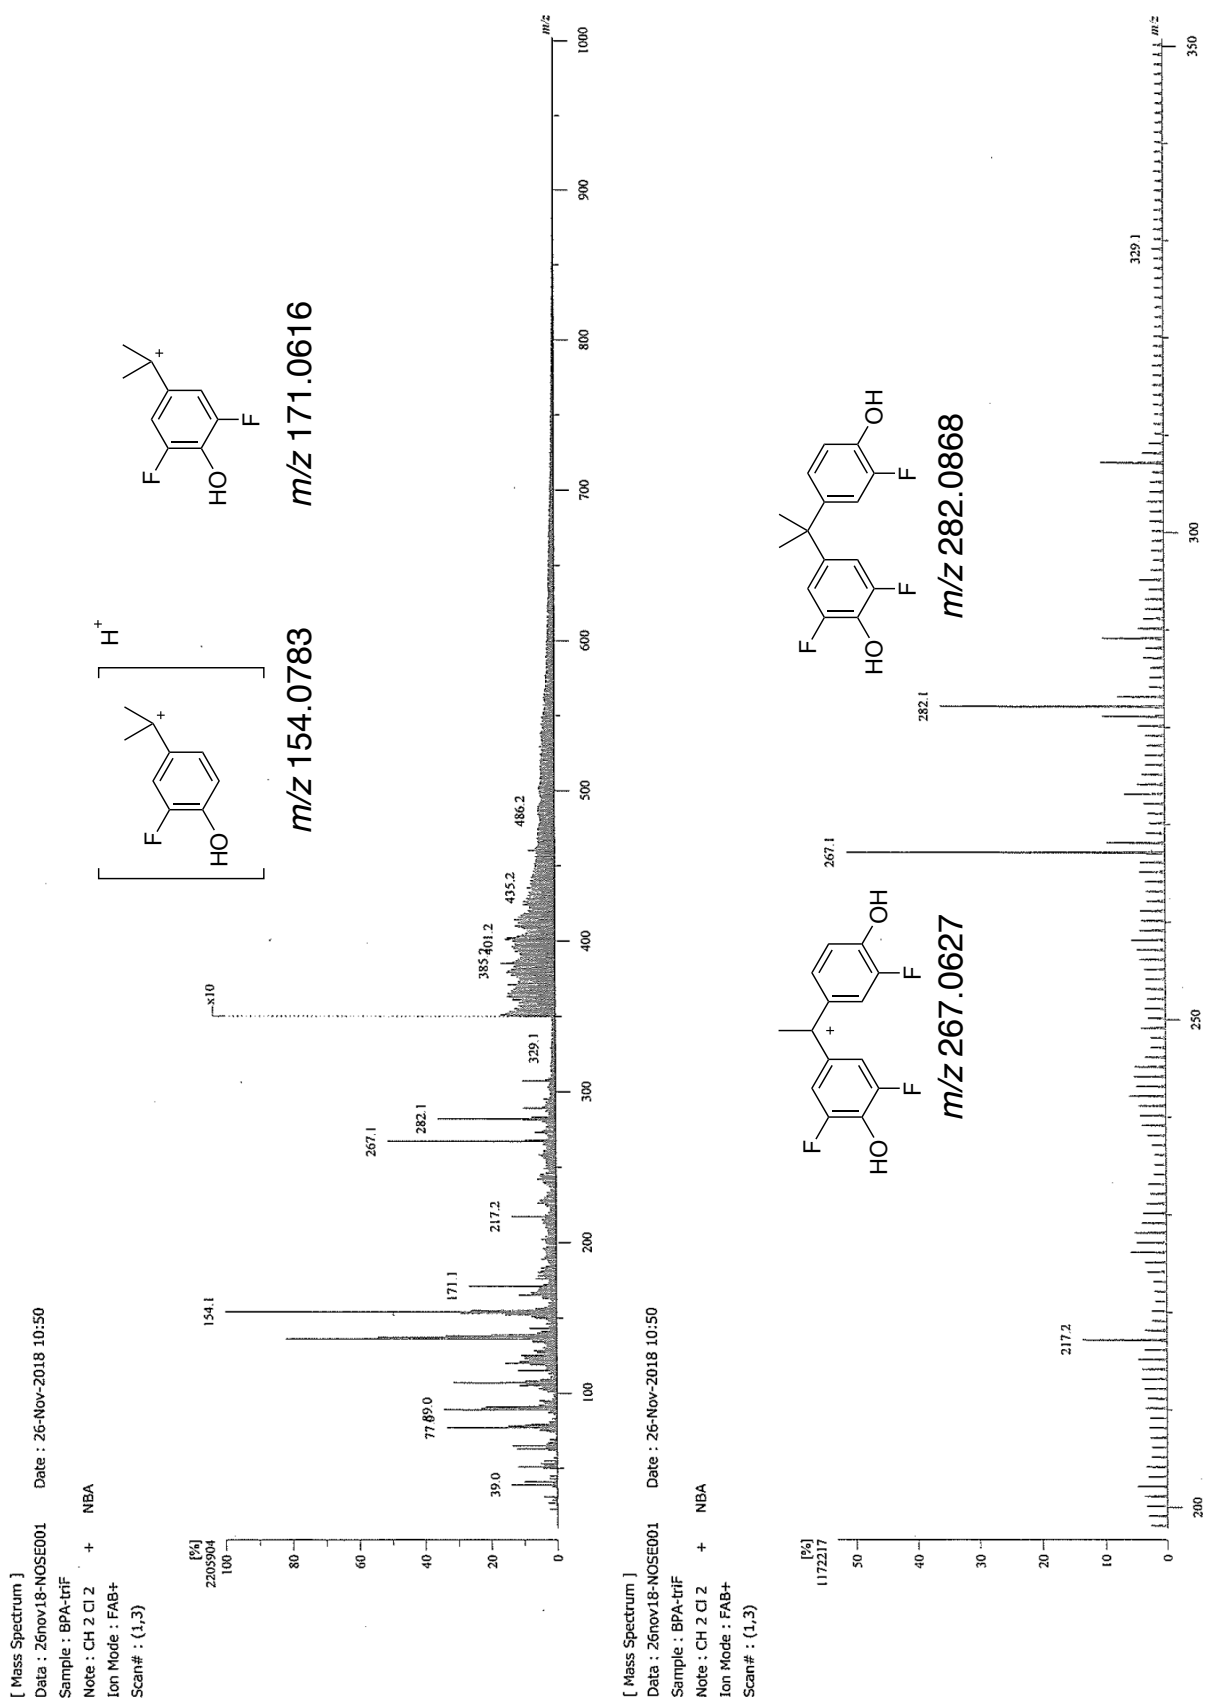 [ Mass Spectrum ]
Data : 26nov18-NOSE001 Date : 26-Nov-2018 10:50
Sample : BPA-triF
Note : CH 2 Cl 2 + NBA
Ion Mode : FAB+
Scan# : (1,3)
[%]
2205904
100
80
60
40
20
0
39.0
77.0
89.0
154.1
171.1
217.2
267.1
282.1
329.1
x10
385.2
401.2
435.2
486.2
100
200
300
400
500
600
700
800
900
1000
m/z
F
HO
+
H+
m/z 154.0783
F
HO
F
+
m/z 171.0616
[ Mass Spectrum ]
Data : 26nov18-NOSE001 Date : 26-Nov-2018 10:50
Sample : BPA-triF
Note : CH 2 Cl 2 + NBA
Ion Mode : FAB+
Scan# : (1,3)
[%]
1172217
50
40
30
20
10
0
217.2
267.1
282.1
329.1
200
250
300
350
m/z
F
HO
F
+
F
OH
m/z 267.0627
F
HO
F
F
OH
m/z 282.0868